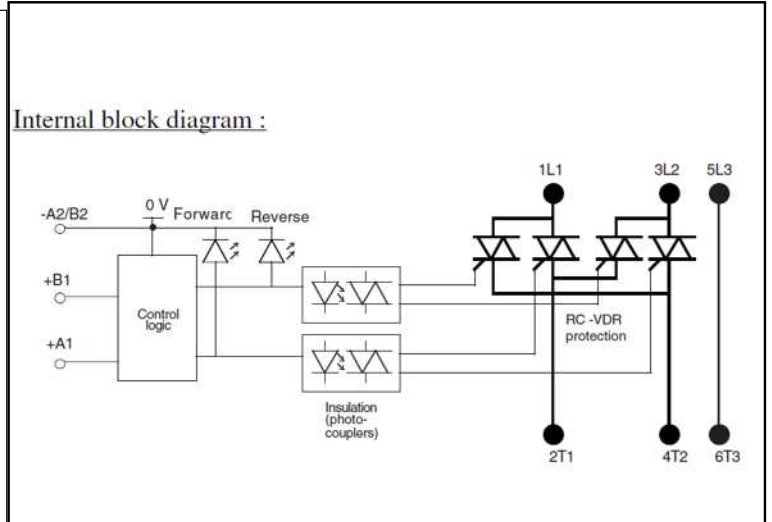 Internal block diagram :
1L1 3L2 5L3
0 V
-A2/B2
Forwarc Reverse
+B1
Control
logic
RC -VDR
protection
+A1
Insulation
(photo-
couplers)
2T1 4T2 6T3